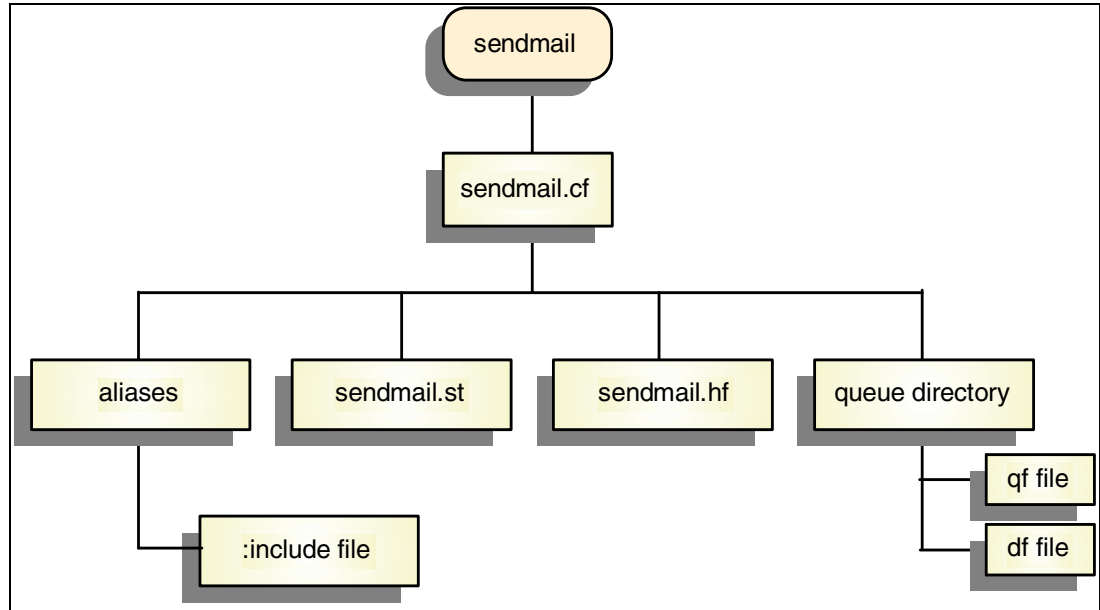 sendmail
sendmail.cf
aliases
sendmail.st
sendmail.hf
queue directory
qf file
df file
:include file